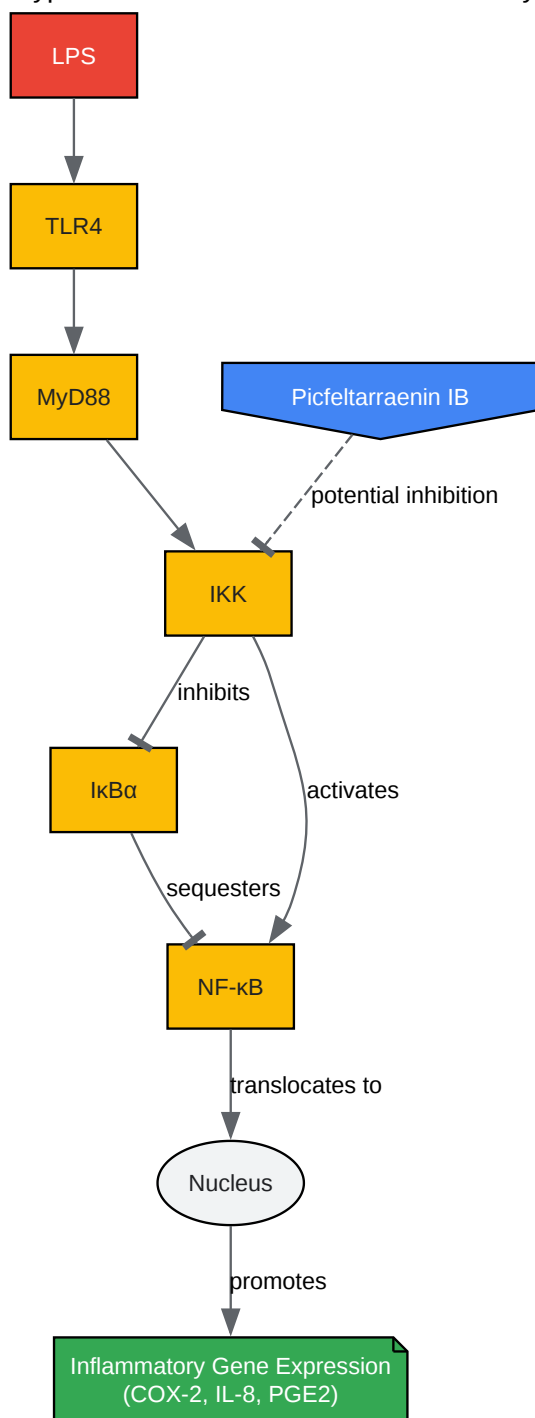 LPS
TLR4
MyD88
Picfeltarraenin IB
potential inhibition
IKK
inhibits
IκBα
activates
sequesters
NF-κB
translocates to
Nucleus
promotes
Inflammatory Gene Expression
(COX-2, IL-8, PGE2)